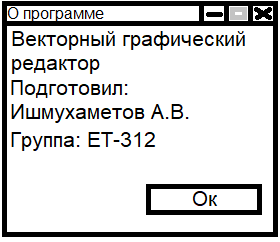 О программе
Векторный графический
редактор
Подготовил:
Ишмухаметов А.В.
Группа: ЕТ-312
Ок